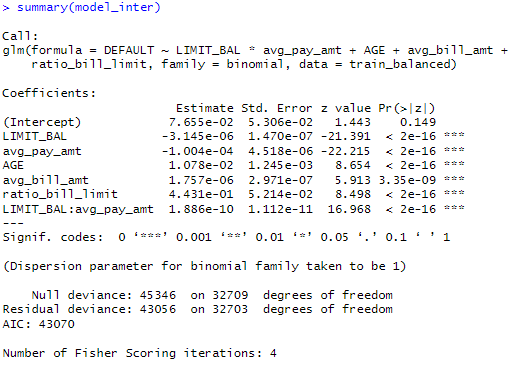 > summary(model_inter)
Call:
glm(formula = DEFAULT ~ LIMIT_BAL * avg_pay_amt + AGE + avg_bill_amt +
    ratio_bill_limit, family = binomial, data = train_balanced)
Coefficients:
                        Estimate Std. Error z value Pr(>|z|)
(Intercept)            7.655e-02  5.306e-02   1.443    0.149
LIMIT_BAL             -3.145e-06  1.470e-07 -21.391  < 2e-16 ***
avg_pay_amt           -1.004e-04  4.518e-06 -22.215  < 2e-16 ***
AGE                    1.078e-02  1.245e-03   8.654  < 2e-16 ***
avg_bill_amt           1.757e-06  2.971e-07   5.913 3.35e-09 ***
ratio_bill_limit       4.431e-01  5.214e-02   8.498  < 2e-16 ***
LIMIT_BAL:avg_pay_amt  1.886e-10  1.112e-11  16.968  < 2e-16 ***
---
Signif. codes:  0 ‘***’ 0.001 ‘**’ 0.01 ‘*’ 0.05 ‘.’ 0.1 ‘ ’ 1
(Dispersion parameter for binomial family taken to be 1)
    Null deviance: 45346  on 32709  degrees of freedom
Residual deviance: 43056  on 32703  degrees of freedom
AIC: 43070
Number of Fisher Scoring iterations: 4